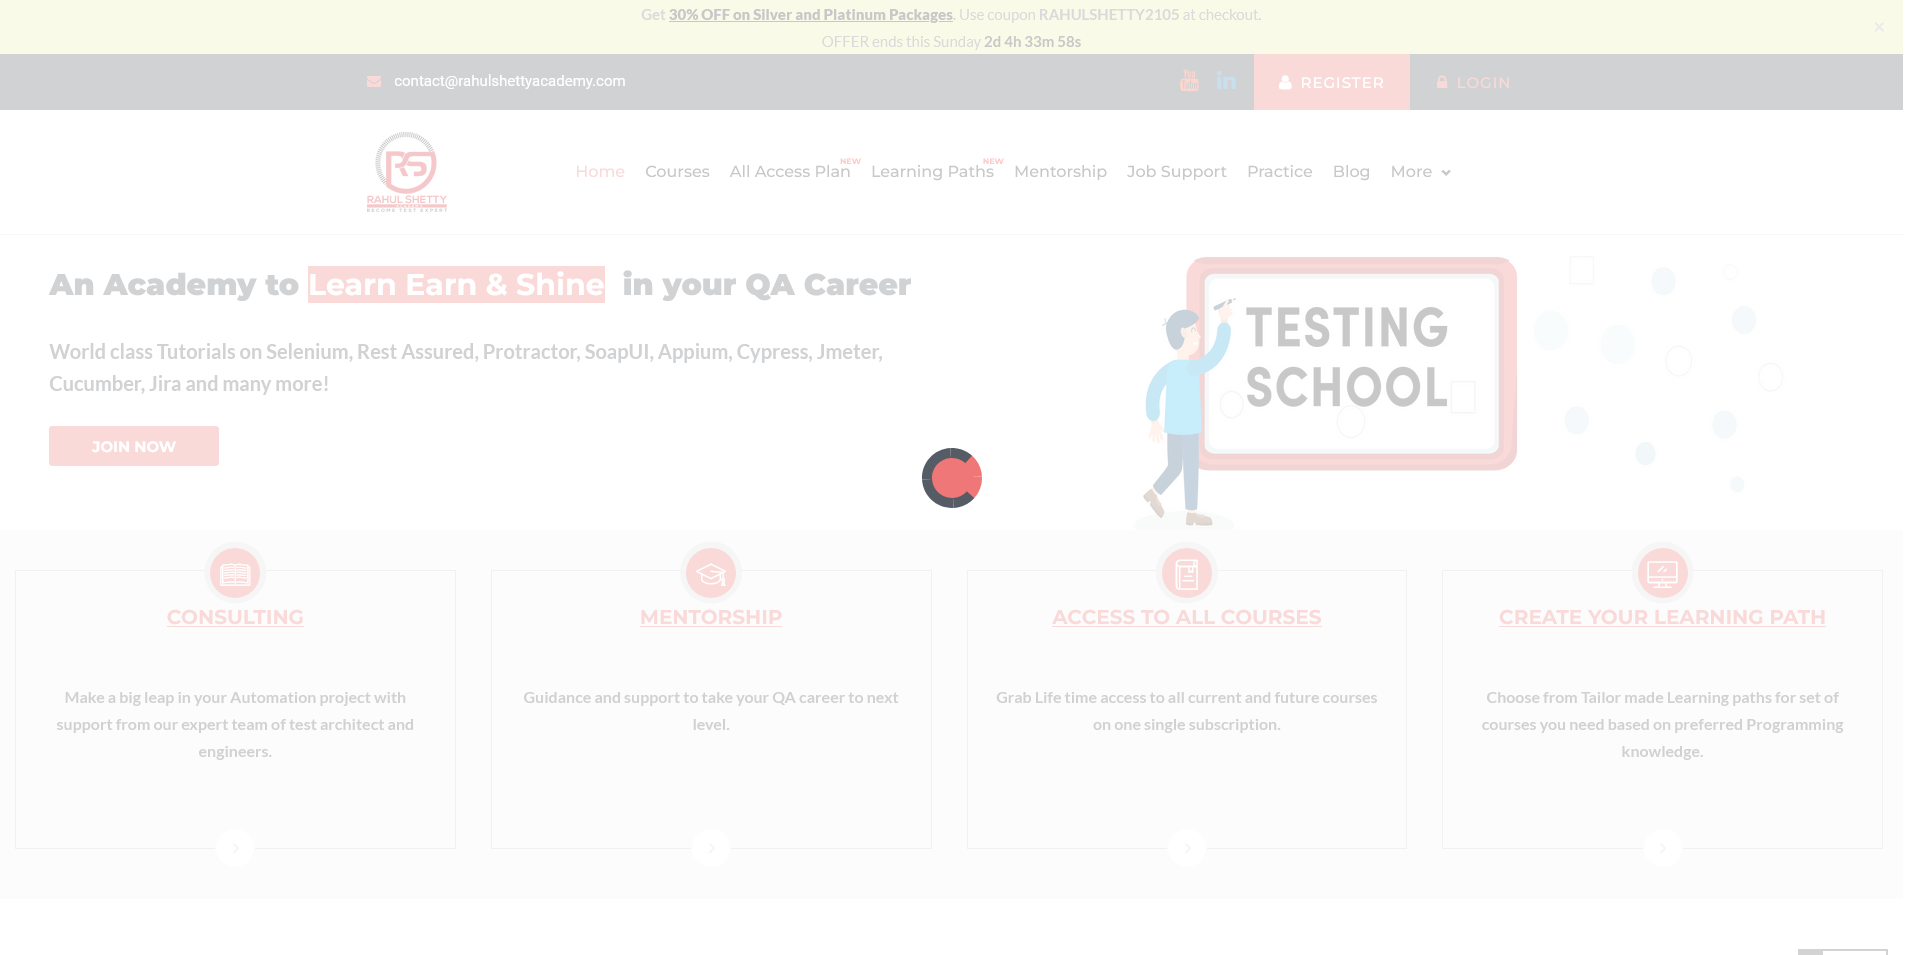 Get 30% OFF on Silver and Platinum Packages. Use coupon RAHULSHETTY2105 at checkout.
OFFER ends this Sunday 2d 4h 33m 58s
×
contact@rahulshettyacademy.com
You Tube
in
REGISTER
LOGIN
RS
RAHUL SHETTY
ACADEMY
BECOME TEST EXPERT
Home
Courses
All Access Plan NEW
Learning Paths NEW
Mentorship
Job Support
Practice
Blog
More
An Academy to Learn Earn & Shine in your QA Career
World class Tutorials on Selenium, Rest Assured, Protractor, SoapUI, Appium, Cypress, Jmeter,
Cucumber, Jira and many more!
JOIN NOW
TESTING
SCHOOL
CONSULTING
Make a big leap in your Automation project with
support from our expert team of test architect and
engineers.
MENTORSHIP
Guidance and support to take your QA career to next
level.
ACCESS TO ALL COURSES
Grab Life time access to all current and future courses
on one single subscription.
CREATE YOUR LEARNING PATH
Choose from Tailor made Learning paths for set of
courses you need based on preferred Programming
knowledge.